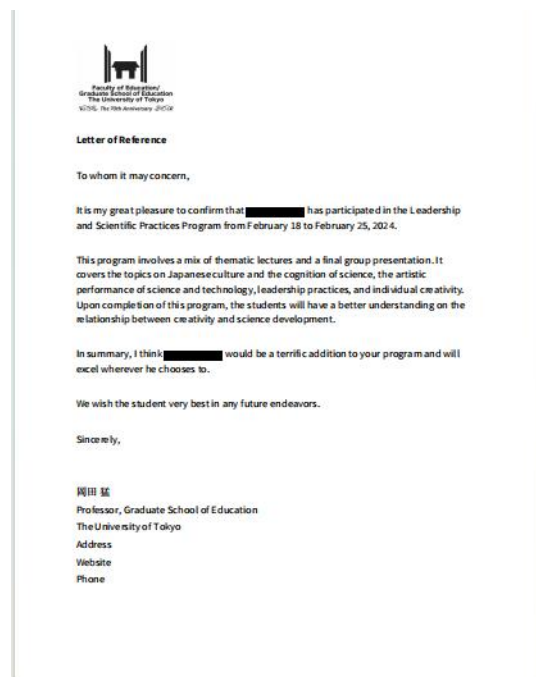 Faculty of Education/
Graduate School of Education
The University of Tokyo
The 75th Anniversary
Letter of Reference
To whom it may concern,
It is my great pleasure to confirm that has participated in the Leadership
and Scientific Practices Program from February 18 to February 25, 2024.
This program involves a mix of thematic lectures and a final group presentation. It
covers the topics on Japanese culture and the cognition of science, the artistic
performance of science and technology, leadership practices, and individual creativity.
Upon completion of this program, the students will have a better understanding on the
relationship between creativity and science development.
In summary, I think would be a terrific addition to your program and will
excel wherever he chooses to.
We wish the student very best in any future endeavors.
Sincerely,
岡田 猛
Professor, Graduate School of Education
The University of Tokyo
Address
Website
Phone